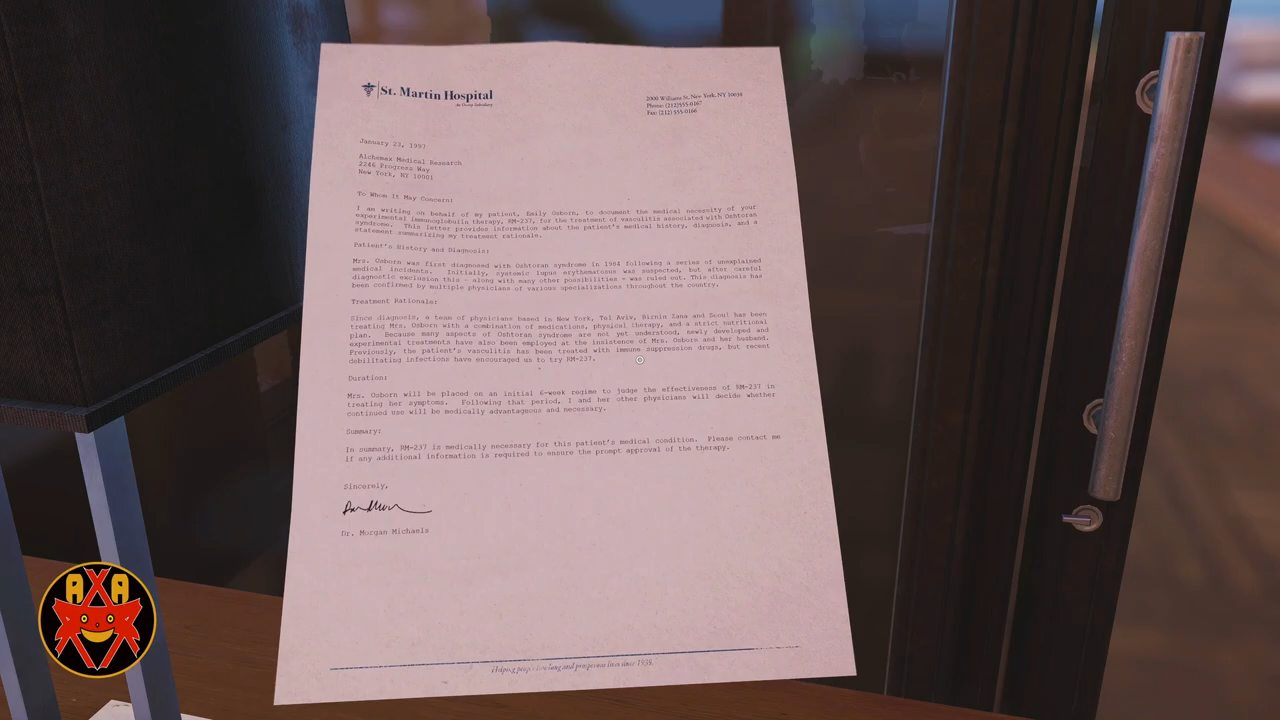 St. Martin Hospital
2000 Williams St, New York, NY 10038
Phone: (212)555-0167
Fax: (212) 555-0166
January 23, 1997
Alchemax Medical Research
2246 Progress Way
New York, NY 10001
To Whom It May Concern:
I am writing on behalf of my patient, Emily Osborn, to document the medical necessity of your
experimental immunoglobulin therapy, RM-237, for the treatment of vasculitis associated with Oshtoran
syndrome. This letter provides information about the patient's medical history, diagnosis, and a
statement summarizing my treatment rationale.
Patient's History and Diagnosis:
Mrs. Osborn was first diagnosed with Oshtoran syndrome in 1984 following a series of unexplained
medical incidents. Initially, systemic lupus erythematosus was suspected, but after careful
diagnostic exclusion this - along with many other possibilities - was ruled out. This diagnosis has
been confirmed by multiple physicians of various specializations throughout the country.
Treatment Rationale:
Since diagnosis, a team of physicians based in New York, Tel Aviv, Birnin Zana and Seoul has been
treating Mrs. Osborn with a combination of medications, physical therapy, and a strict nutritional
plan. Because many aspects of Oshtoran syndrome are not yet understood, newly developed and
experimental treatments have also been employed at the insistence of Mrs. Osborn and her husband.
Previously, the patient's vasculitis has been treated with immune suppression drugs, but recent
debilitating infections have encouraged us to try RM-237.
Duration:
Mrs. Osborn will be placed on an initial 6-week regime to judge the effectiveness of RM-237 in
treating her symptoms. Following that period, I and her other physicians will decide whether
continued use will be medically advantageous and necessary.
Summary:
In summary, RM-237 is medically necessary for this patient's medical condition. Please contact me
if any additional information is required to ensure the prompt approval of the therapy.
Sincerely,
Dr. Morgan Michaels
Helping long and prosperous lives since 1939.
AXA